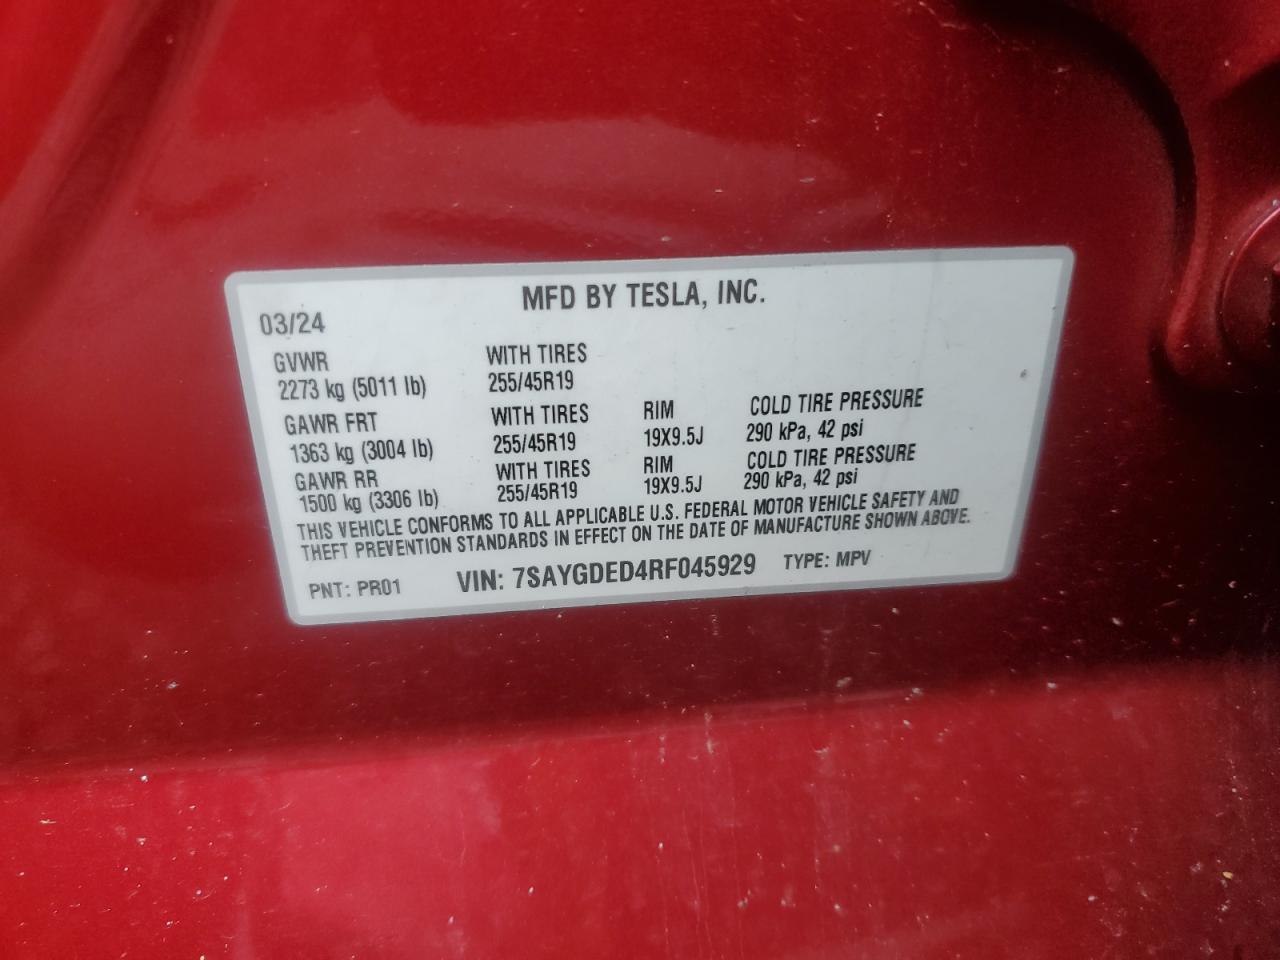 MFD BY TESLA, INC.
03/24
GVWR WITH TIRES
2273 kg (5011 lb) 255/45R19
GAWR FRT WITH TIRES RIM COLD TIRE PRESSURE
1363 kg (3004 lb) 255/45R19 19X9.5J 290 kPa, 42 psi
GAWR RR WITH TIRES RIM COLD TIRE PRESSURE
1500 kg (3306 lb) 255/45R19 19X9.5J 290 kPa, 42 psi
THIS VEHICLE CONFORMS TO ALL APPLICABLE U.S. FEDERAL MOTOR VEHICLE SAFETY AND
THEFT PREVENTION STANDARDS IN EFFECT ON THE DATE OF MANUFACTURE SHOWN ABOVE.
PNT: PR01 VIN: 7SAYGDED4RF045929 TYPE: MPV